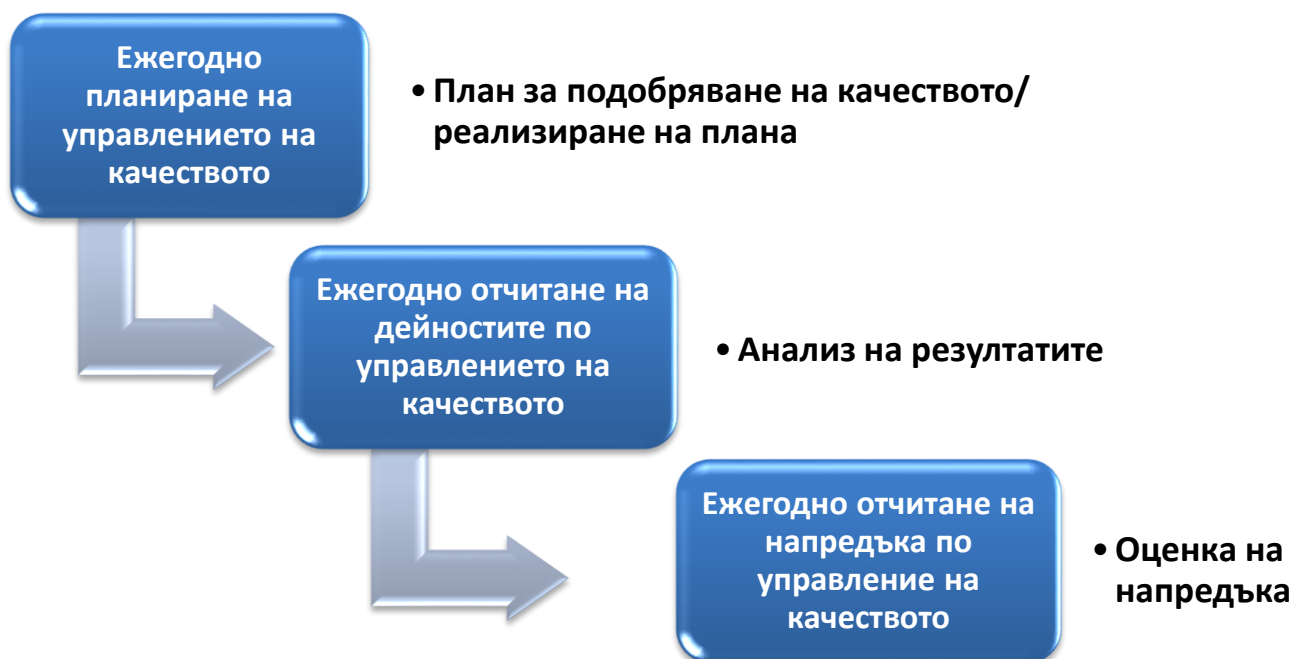 Ежегодно
планиране на
управлението на
качеството
• План за подобряване на качеството/
реализиране на плана
Ежегодно отчитане на
дейностите по
управлението на
качеството
• Анализ на резултатите
Ежегодно отчитане на
напредъка по
управление на
качеството
• Оценка на
напредъка